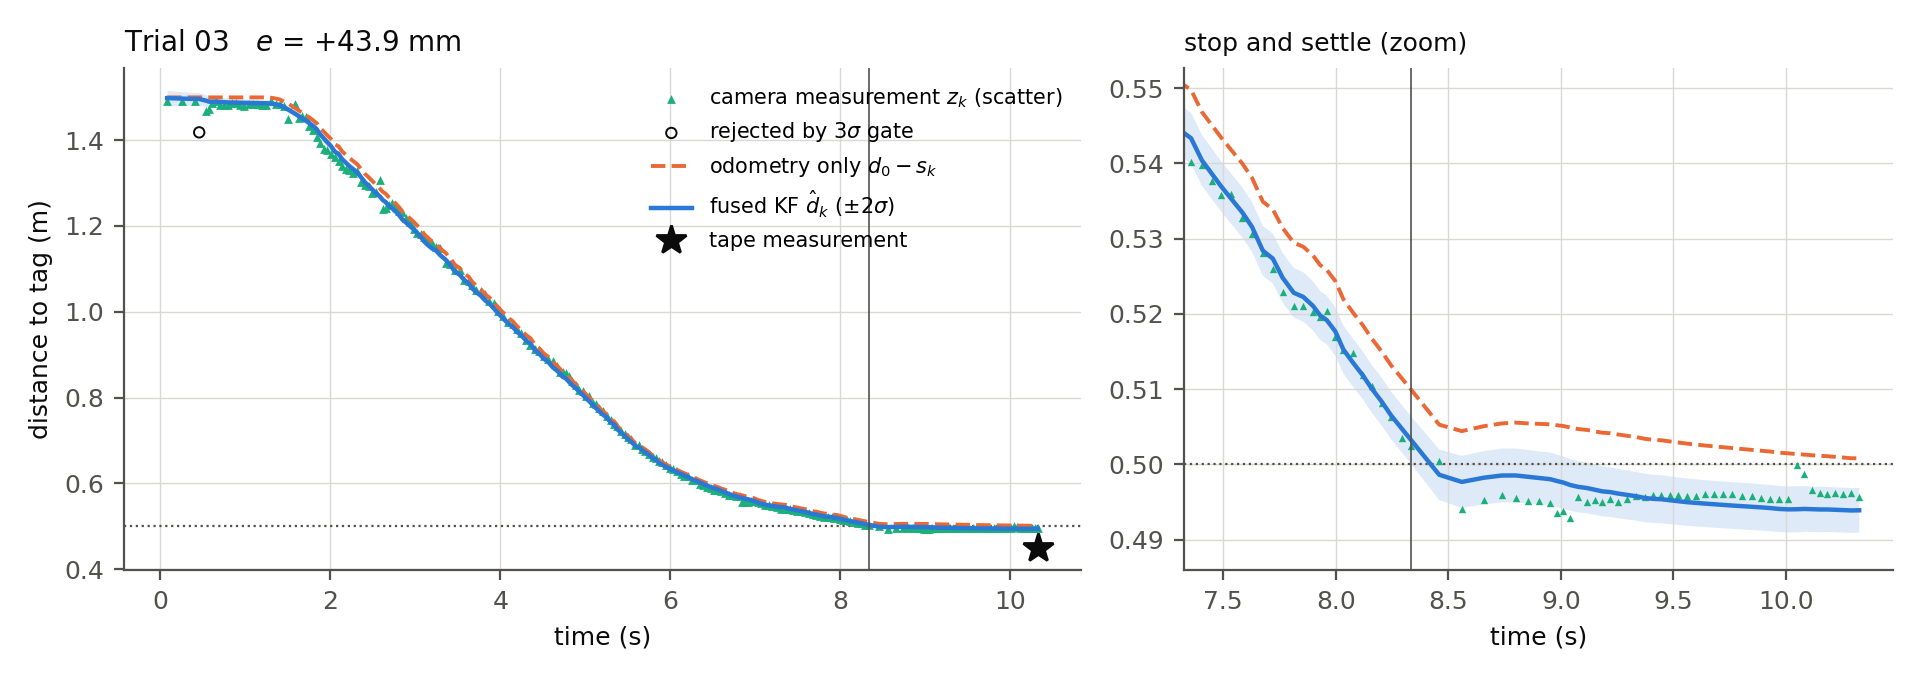 Trial 03 e = +43.9 mm
camera measurement z_k (scatter)
rejected by 3σ gate
odometry only d_0 − s_k
fused KF d̂_k (±2σ)
tape measurement
distance to tag (m)
1.4
1.2
1.0
0.8
0.6
0.4
0 2 4 6 8 10
time (s)
stop and settle (zoom)
0.55
0.54
0.53
0.52
0.51
0.50
0.49
7.5 8.0 8.5 9.0 9.5 10.0
time (s)